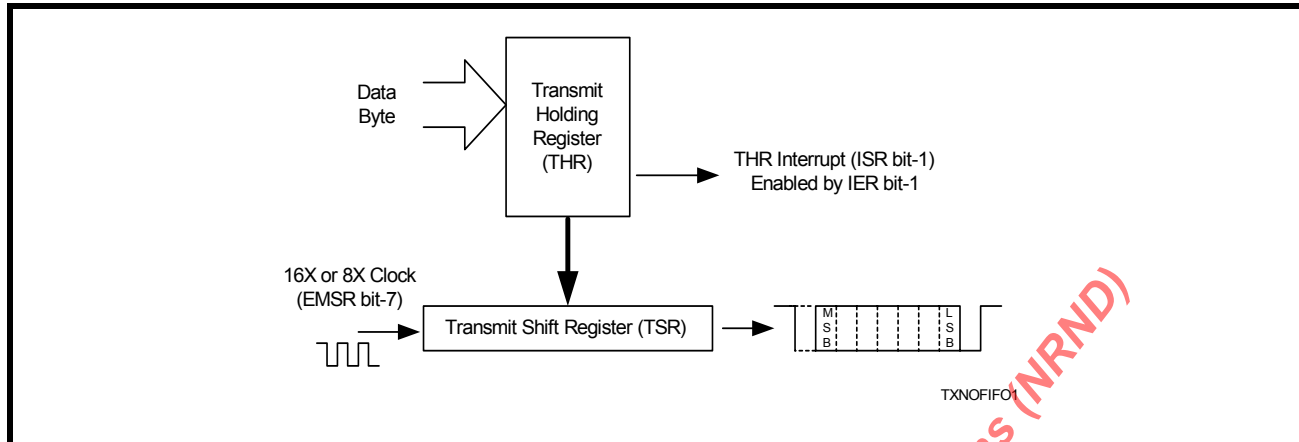 Data
Byte
Transmit
Holding
Register
(THR)
THR Interrupt (ISR bit-1)
Enabled by IER bit-1
16X or 8X Clock
(EMSR bit-7)
Transmit Shift Register (TSR)
M
S
B
L
S
B
TXNOFIFO1
(NRND)